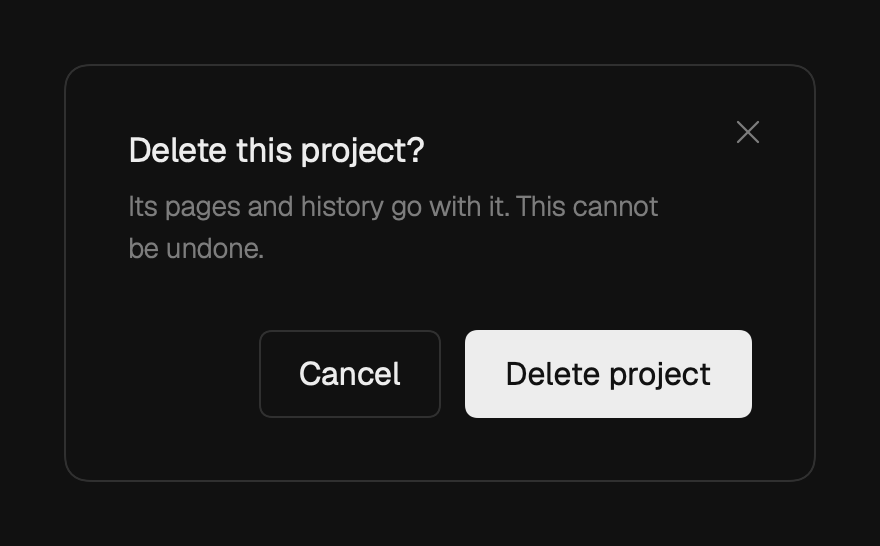 Delete this project?
Its pages and history go with it. This cannot
be undone.
Cancel
Delete project